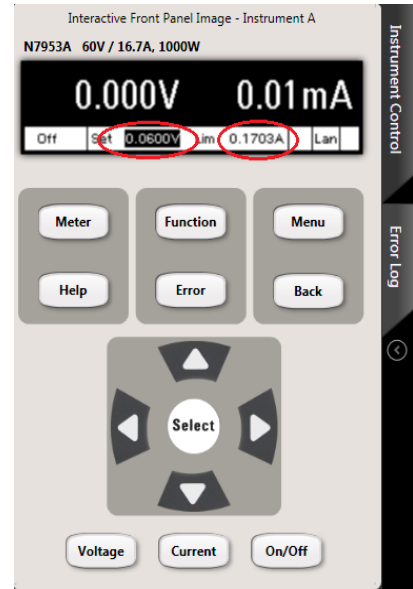 Interactive Front Panel Image - Instrument A
N7953A 60V / 16.7A, 1000W
0.000V 0.01mA
Off Set 0.0600V Lim 0.1703A Lan
Meter Function Menu
Help Error Back
Select
Voltage Current On/Off
Instrument Control
Error Log